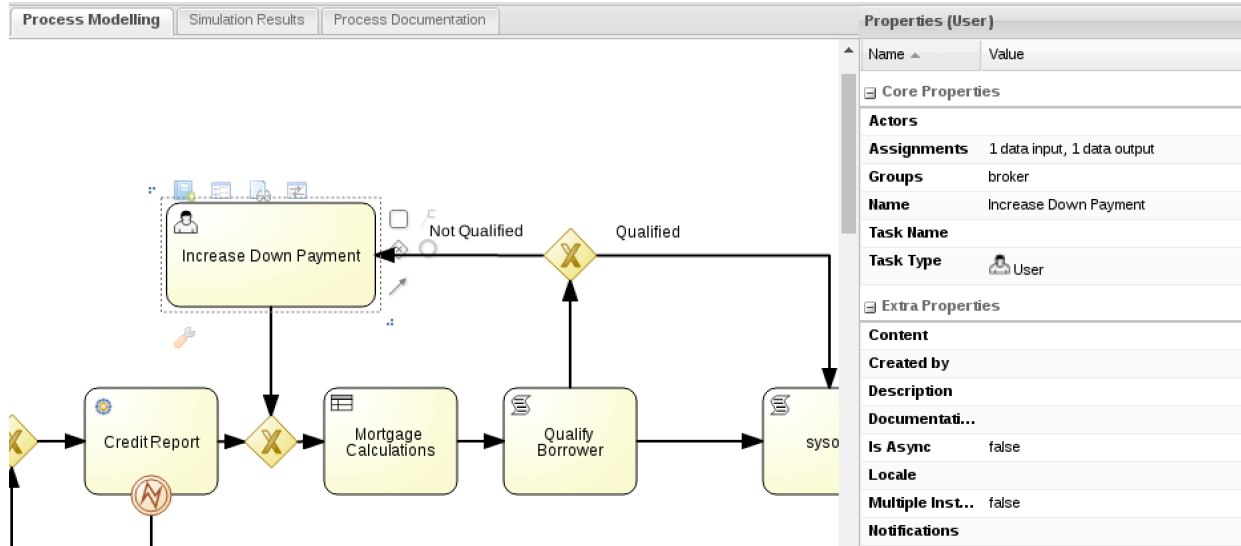 Process Modelling
Simulation Results
Process Documentation
Increase Down Payment
Not Qualified
Qualified
Credit Report
Mortgage
Calculations
Qualify
Borrower
syso
Properties (User)
Name Value
Core Properties
Actors
Assignments 1 data input, 1 data output
Groups broker
Name Increase Down Payment
Task Name
Task Type User
Extra Properties
Content
Created by
Description
Documentati...
Is Async false
Locale
Multiple Inst... false
Notifications